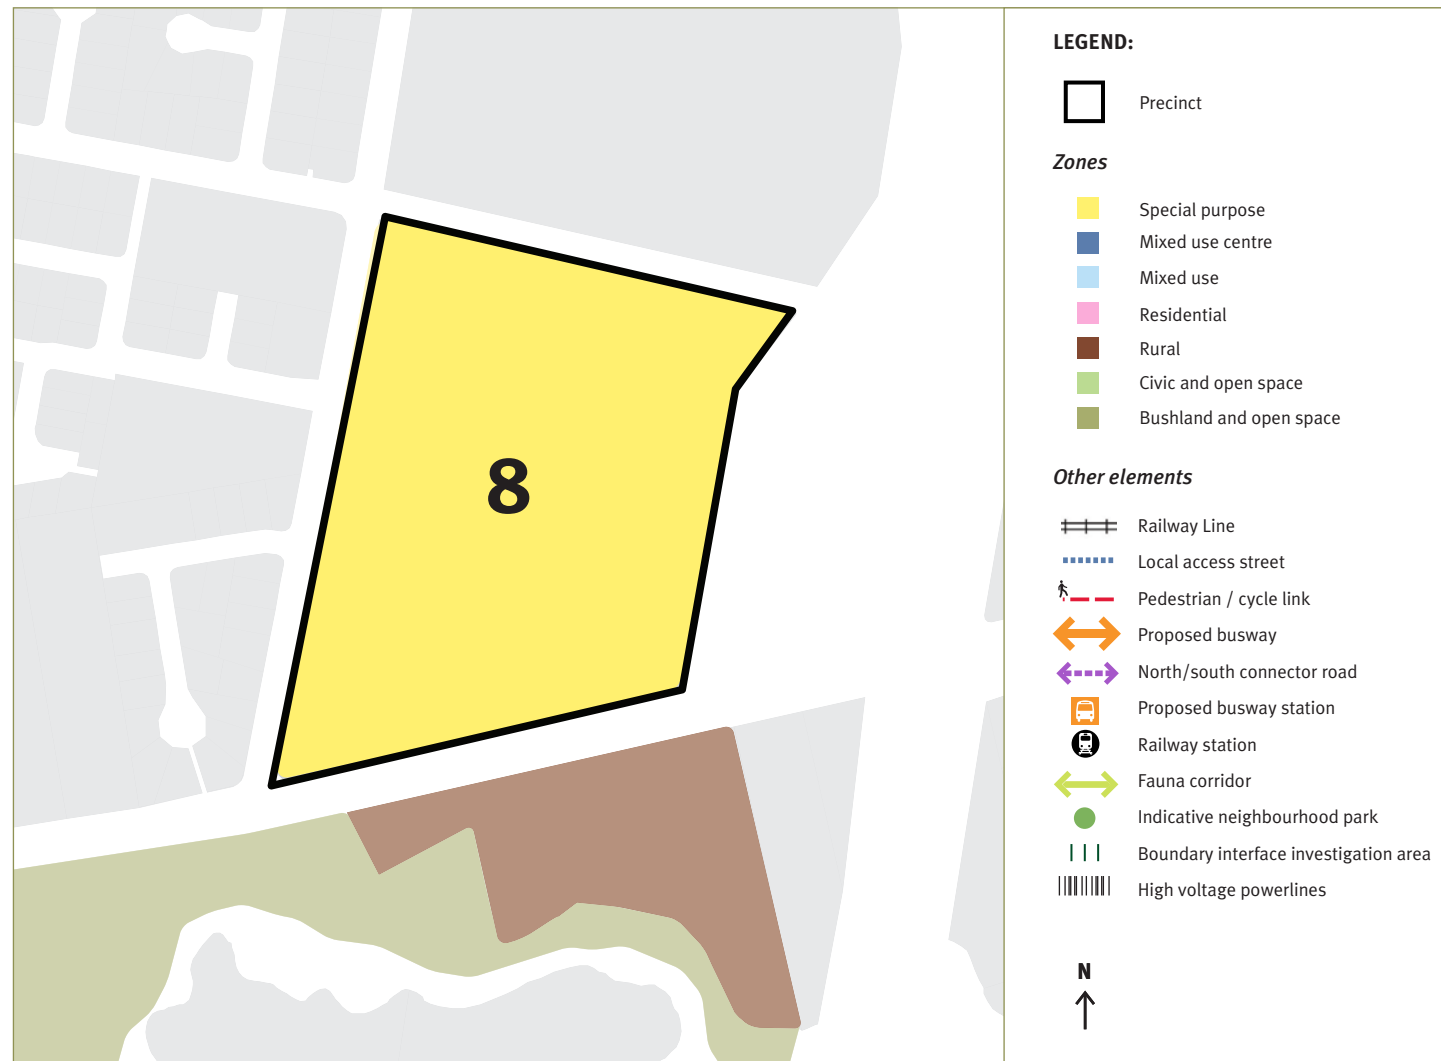 8
LEGEND:
Precinct
Zones
Special purpose
Mixed use centre
Mixed use
Residential
Rural
Civic and open space
Bushland and open space
Other elements
Railway Line
Local access street
Pedestrian / cycle link
Proposed busway
North/south connector road
Proposed busway station
Railway station
Fauna corridor
Indicative neighbourhood park
Boundary interface investigation area
High voltage powerlines
N